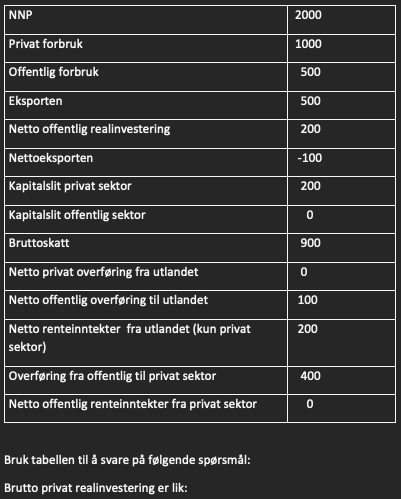 NNP 2000
Privat forbruk 1000
Offentlig forbruk 500
Eksporten 500
Netto offentlig realinvestering 200
Nettoeksporten -100
Kapitalslit privat sektor 200
Kapitalslit offentlig sektor 0
Bruttoskatt 900
Netto privat overføring fra utlandet 0
Netto offentlig overføring til utlandet 100
Netto renteinntekter fra utlandet (kun privat 200
sektor)
Overføring fra offentlig til privat sektor 400
Netto offentlig renteinntekter fra privat sektor 0
Bruk tabellen til å svare på følgende spørsmål:
Brutto privat realinvestering er lik: